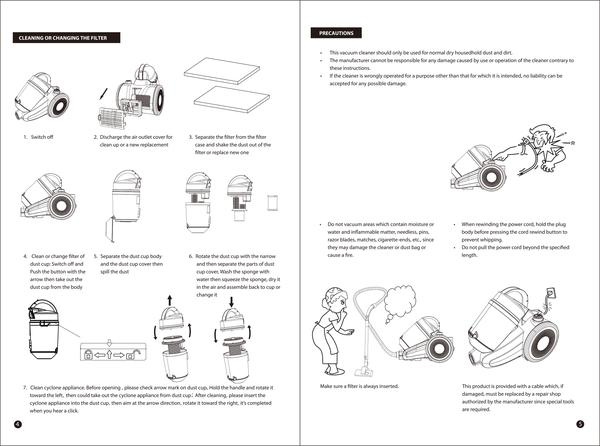 CLEANING OR CHANGING THE FILTER
1. Switch off
2. Discharge the air outlet cover for
clean up or a new replacement
3. Separate the filter from the filter
case and shake the dust out of the
filter or replace new one
4. Clean or change filter of
dust cup: Switch off and
Push the button with the
arrow then take out the
dust cup from the body
5. Separate the dust cup body
and the dust cup cover then
spill the dust
6. Rotate the dust cup with the narrow
and then separate the parts of dust
cup cover, Wash the sponge with
water then squeeze the sponge, dry it
in the air and assemble back to cup or
change it
7. Clean cyclone appliance. Before opening , please check arrow mark on dust cup, Hold the handle and rotate it
toward the left, then could take out the cyclone appliance from dust cup; After cleaning, please insert the
cyclone appliance into the dust cup, then aim at the arrow direction, rotate it toward the right, it's completed
when you hear a click.
4
PRECAUTIONS
• This vacuum cleaner should only be used for normal dry househdold dust and dirt.
• The manufacturer cannot be responsible for any damage caused by use or operation of the cleaner contrary to
these instructions.
• If the cleaner is wrongly operated for a purpose other than that for which it is intended, no liability can be
accepted for any possible damage.
• Do not vacuum areas which contain moisture or
water and inflammable matter, needless, pins,
razor blades, matches, cigarette-ends, etc., since
they may damage the cleaner or dust bag or
cause a fire.
• When rewinding the power cord, hold the plug
body before pressing the cord rewind button to
prevent whipping.
• Do not pull the power cord beyond the specified
length.
Make sure a filter is always inserted.
This product is provided with a cable which, if
damaged, must be replaced by a repair shop
authorized by the manufacturer since special tools
are required.
5